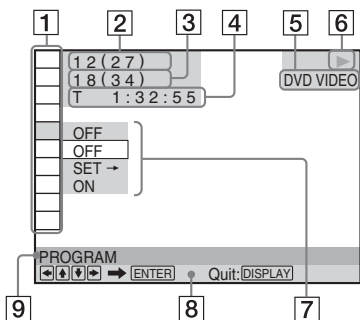 1 2 3 4 5 6
12(27)
18(34)
T 1:32:55
DVD VIDEO
OFF
OFF
SET →
ON
PROGRAM
ENTER Quit: DISPLAY
9 8 7